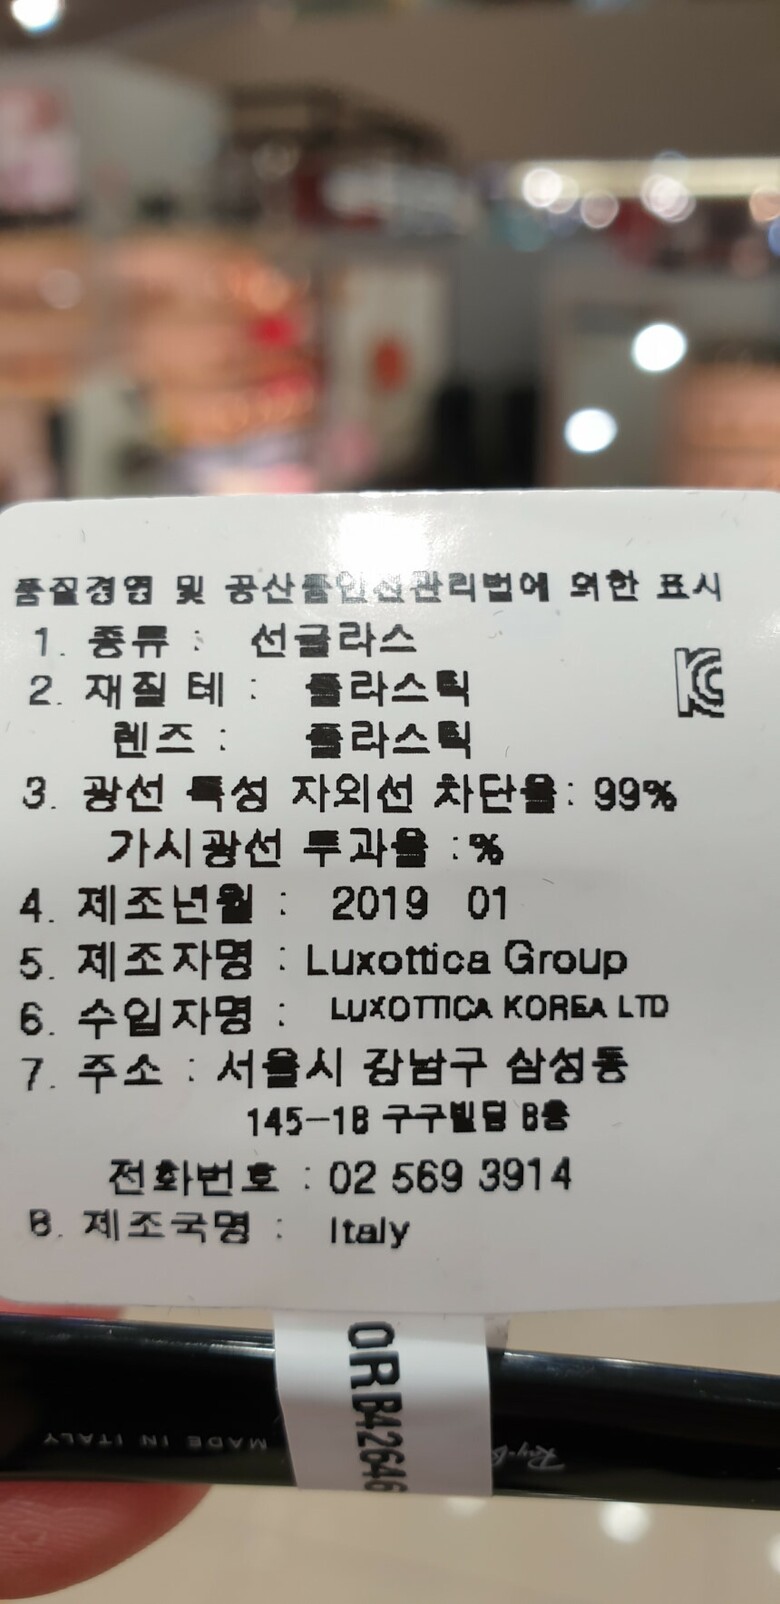 품질경영 및 공산품안전관리법에 의한 표시
1. 종류 : 선글라스
2. 재질 테 : 플라스틱
렌즈 : 플라스틱
3. 광선 특성 자외선 차단율: 99%
가시광선 투과율 : %
4. 제조년월 : 2019 01
5. 제조자명 : Luxottica Group
6. 수입자명 : LUXOTTICA KOREA LTD
7. 주소 : 서울시 강남구 삼성동
145-18 구구빌딩 8층
전화번호 : 02 569 3914
8. 제조국명 : Italy
MADE IN ITALY